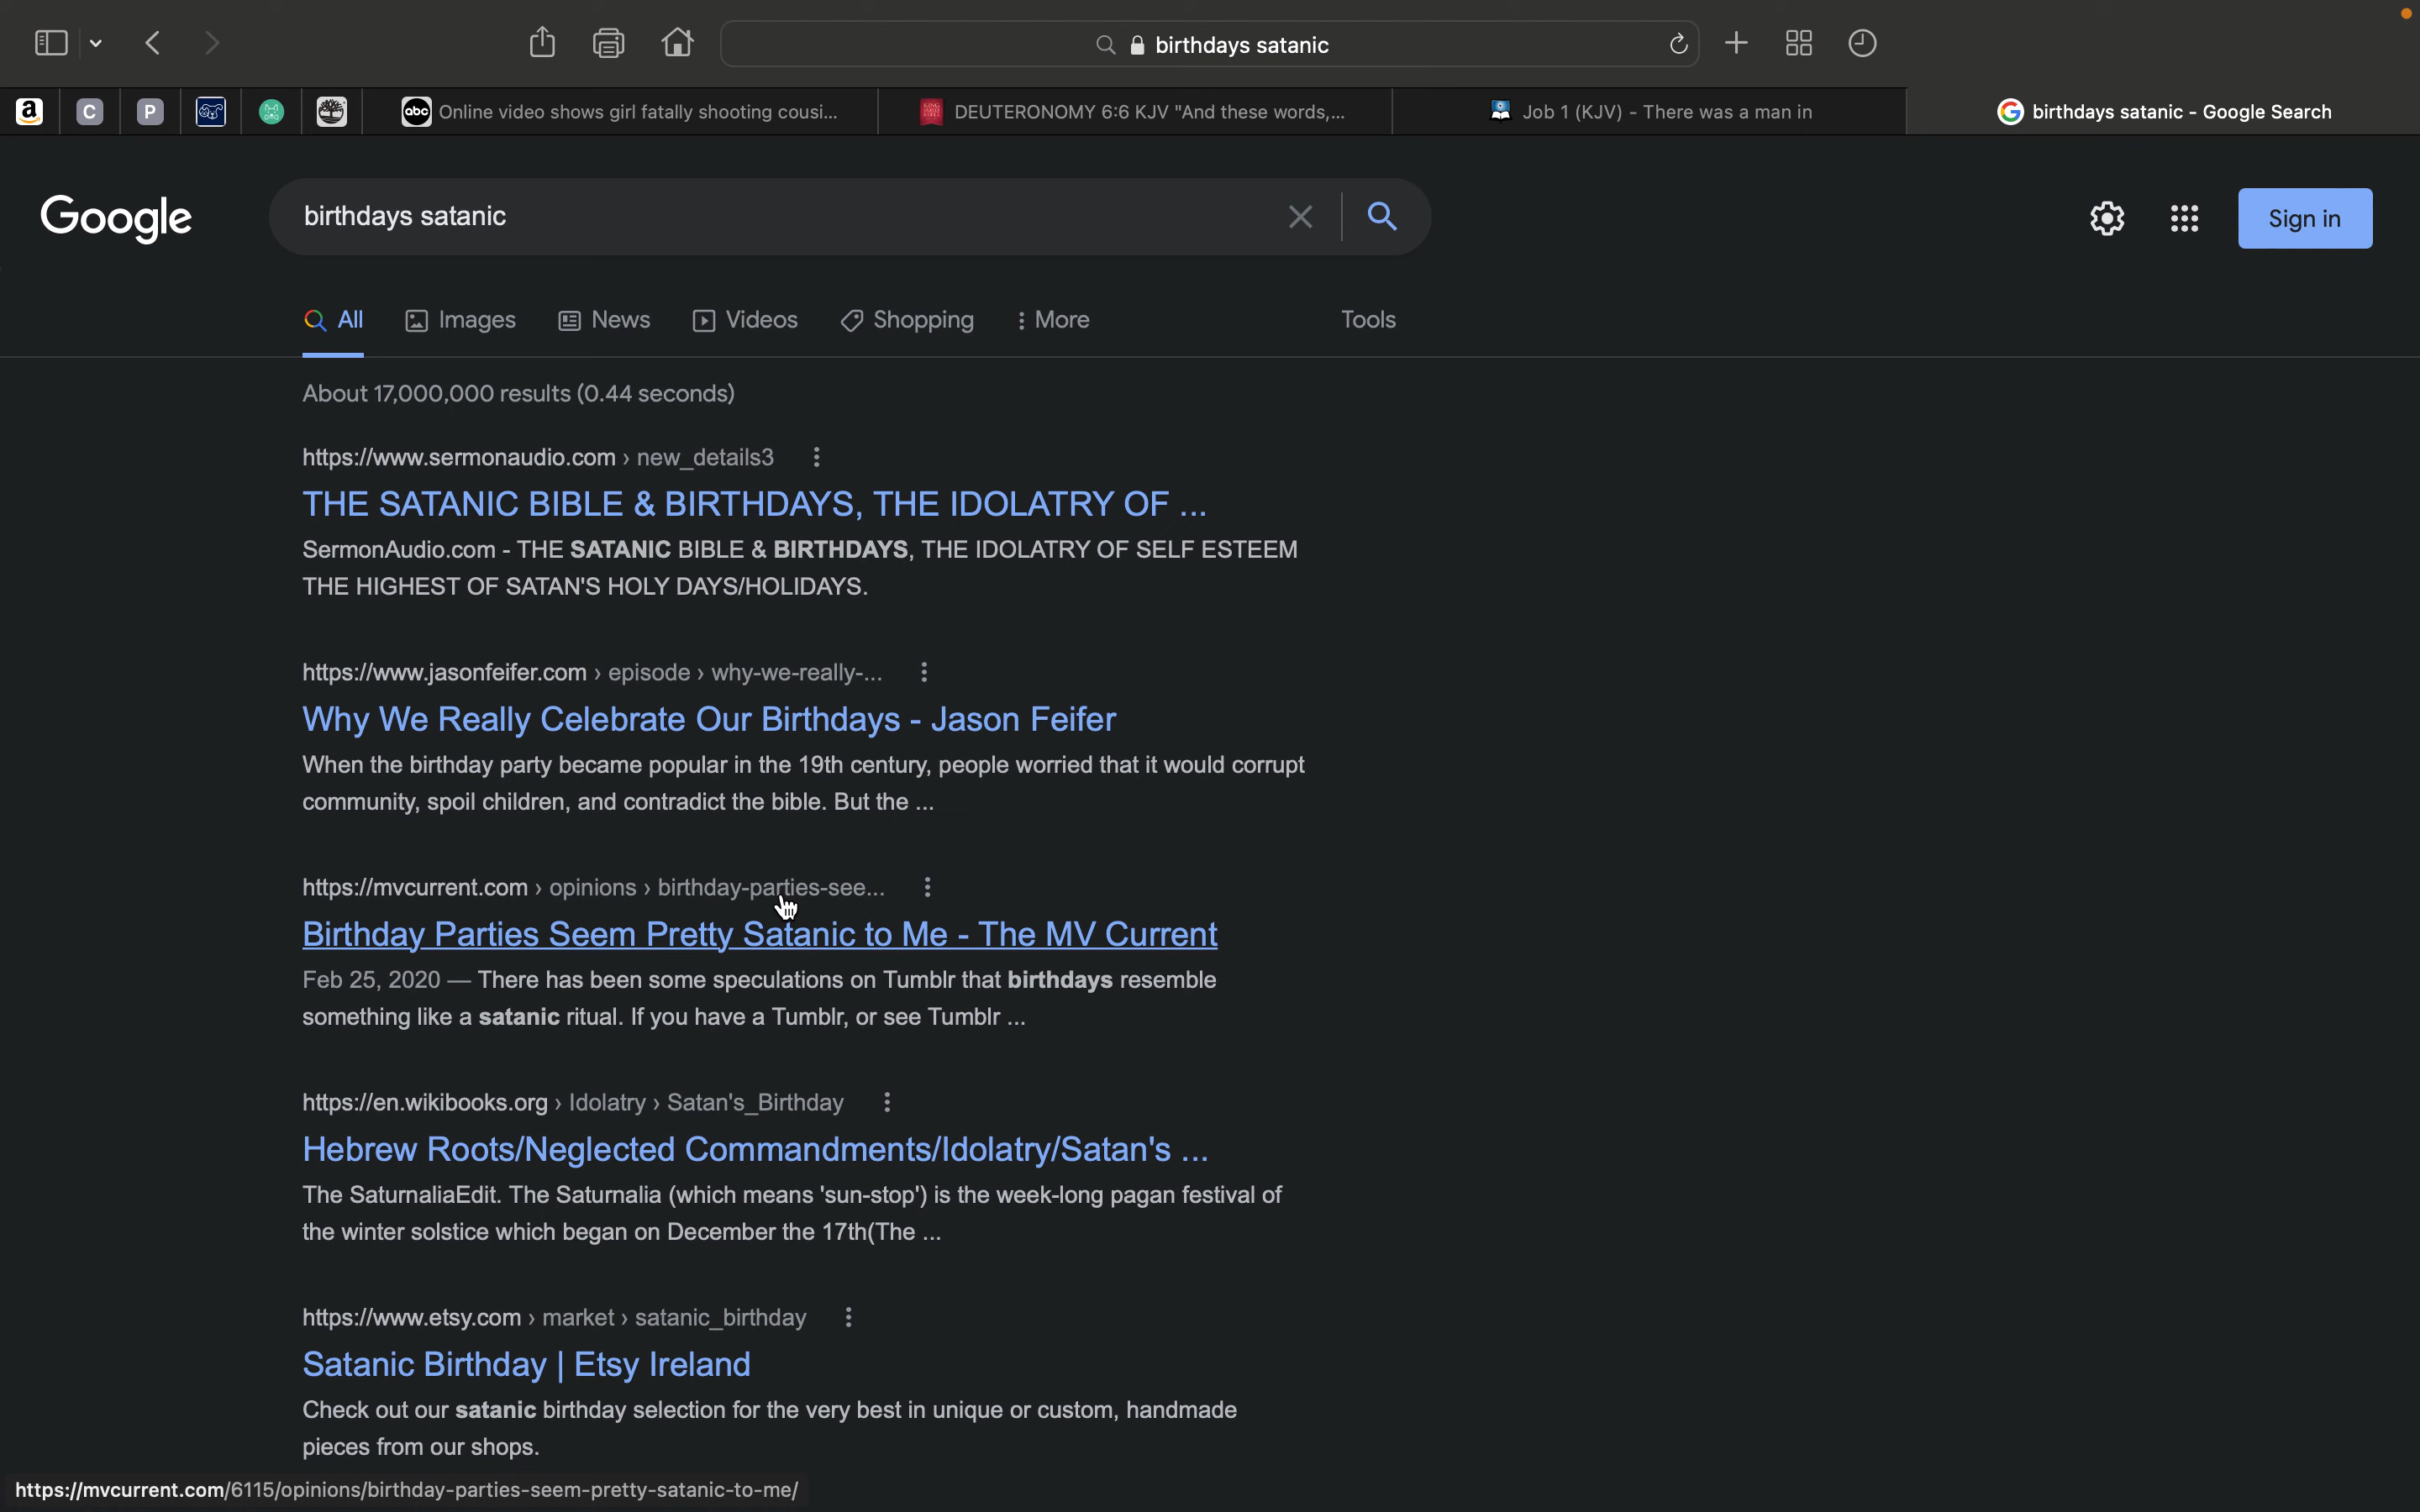 birthdays satanic
a
C
P
abc Online video shows girl fatally shooting cousi...
KING JAMES BIBLE DEUTERONOMY 6:6 KJV "And these words,...
Job 1 (KJV) - There was a man in
G birthdays satanic - Google Search
Google
birthdays satanic
Sign in
All
Images
News
Videos
Shopping
More
Tools
About 17,000,000 results (0.44 seconds)
https://www.sermonaudio.com › new_details3
THE SATANIC BIBLE & BIRTHDAYS, THE IDOLATRY OF ...
SermonAudio.com - THE SATANIC BIBLE & BIRTHDAYS, THE IDOLATRY OF SELF ESTEEM
THE HIGHEST OF SATAN'S HOLY DAYS/HOLIDAYS.
https://www.jasonfeifer.com › episode › why-we-really-...
Why We Really Celebrate Our Birthdays - Jason Feifer
When the birthday party became popular in the 19th century, people worried that it would corrupt
community, spoil children, and contradict the bible. But the ...
https://mvcurrent.com › opinions › birthday-parties-see...
Birthday Parties Seem Pretty Satanic to Me - The MV Current
Feb 25, 2020 — There has been some speculations on Tumblr that birthdays resemble
something like a satanic ritual. If you have a Tumblr, or see Tumblr ...
https://en.wikibooks.org › Idolatry › Satan's_Birthday
Hebrew Roots/Neglected Commandments/Idolatry/Satan's ...
The SaturnaliaEdit. The Saturnalia (which means 'sun-stop') is the week-long pagan festival of
the winter solstice which began on December the 17th(The ...
https://www.etsy.com › market › satanic_birthday
Satanic Birthday | Etsy Ireland
Check out our satanic birthday selection for the very best in unique or custom, handmade
pieces from our shops.
https://mvcurrent.com/6115/opinions/birthday-parties-seem-pretty-satanic-to-me/